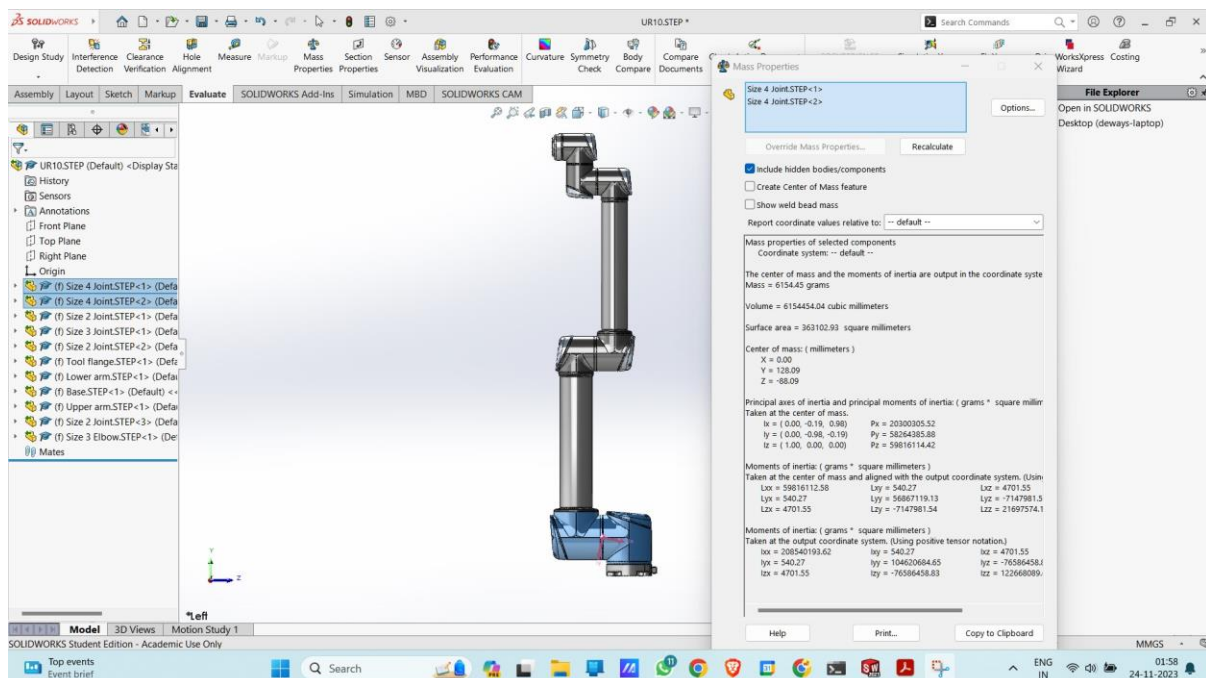 SOLIDWORKS
UR10.STEP *
Search Commands
Design Study
Interference Detection
Clearance Verification
Hole Alignment
Measure
Markup
Mass Properties
Section Properties
Sensor
Assembly Visualization
Performance Evaluation
Curvature
Symmetry Check
Body Compare
Compare Documents
WorksXpress Wizard
Costing
Assembly Layout Sketch Markup Evaluate SOLIDWORKS Add-Ins Simulation MBD SOLIDWORKS CAM
UR10.STEP (Default) <Display Sta
History
Sensors
Annotations
Front Plane
Top Plane
Right Plane
Origin
(f) Size 4 Joint.STEP<1> (Defa
(f) Size 4 Joint.STEP<2> (Defa
(f) Size 2 Joint.STEP<1> (Defa
(f) Size 3 Joint.STEP<1> (Defa
(f) Size 2 Joint.STEP<2> (Defa
(f) Tool flange.STEP<1> (Defa
(f) Lower arm.STEP<1> (Defau
(f) Base.STEP<1> (Default) <<
(f) Upper arm.STEP<1> (Defau
(f) Size 2 Joint.STEP<3> (Defa
(f) Size 3 Elbow.STEP<1> (De
Mates
Y
Z
*Left
Mass Properties
Size 4 Joint.STEP<1>
Size 4 Joint.STEP<2>
Options...
Override Mass Properties...
Recalculate
Include hidden bodies/components
Create Center of Mass feature
Show weld bead mass
Report coordinate values relative to: -- default --
Mass properties of selected components
Coordinate system: -- default --
The center of mass and the moments of inertia are output in the coordinate syste
Mass = 6154.45 grams
Volume = 6154454.04 cubic millimeters
Surface area = 363102.93 square millimeters
Center of mass: ( millimeters )
X = 0.00
Y = 128.09
Z = -88.09
Principal axes of inertia and principal moments of inertia: ( grams * square millim
Taken at the center of mass.
Ix = ( 0.00, -0.19, 0.98) Px = 20300305.52
Iy = ( 0.00, -0.98, -0.19) Py = 58264385.88
Iz = ( 1.00, 0.00, 0.00) Pz = 59816114.42
Moments of inertia: ( grams * square millimeters )
Taken at the center of mass and aligned with the output coordinate system. (Using
Lxx = 59816112.58 Lxy = 540.27 Lxz = 4701.55
Lyx = 540.27 Lyy = 56867119.13 Lyz = -7147981.5
Lzx = 4701.55 Lzy = -7147981.54 Lzz = 21697574.1
Moments of inertia: ( grams * square millimeters )
Taken at the output coordinate system. (Using positive tensor notation.)
Ixx = 208540193.62 Ixy = 540.27 Ixz = 4701.55
Iyx = 540.27 Iyy = 104620684.65 Iyz = -76586458.8
Izx = 4701.55 Izy = -76586458.83 Izz = 122668089.
Help
Print...
Copy to Clipboard
File Explorer
Open in SOLIDWORKS
Desktop (deways-laptop)
Model 3D Views Motion Study 1
SOLIDWORKS Student Edition - Academic Use Only
MMGS
Top events
Event brief
Search
ENG
IN
01:58
24-11-2023